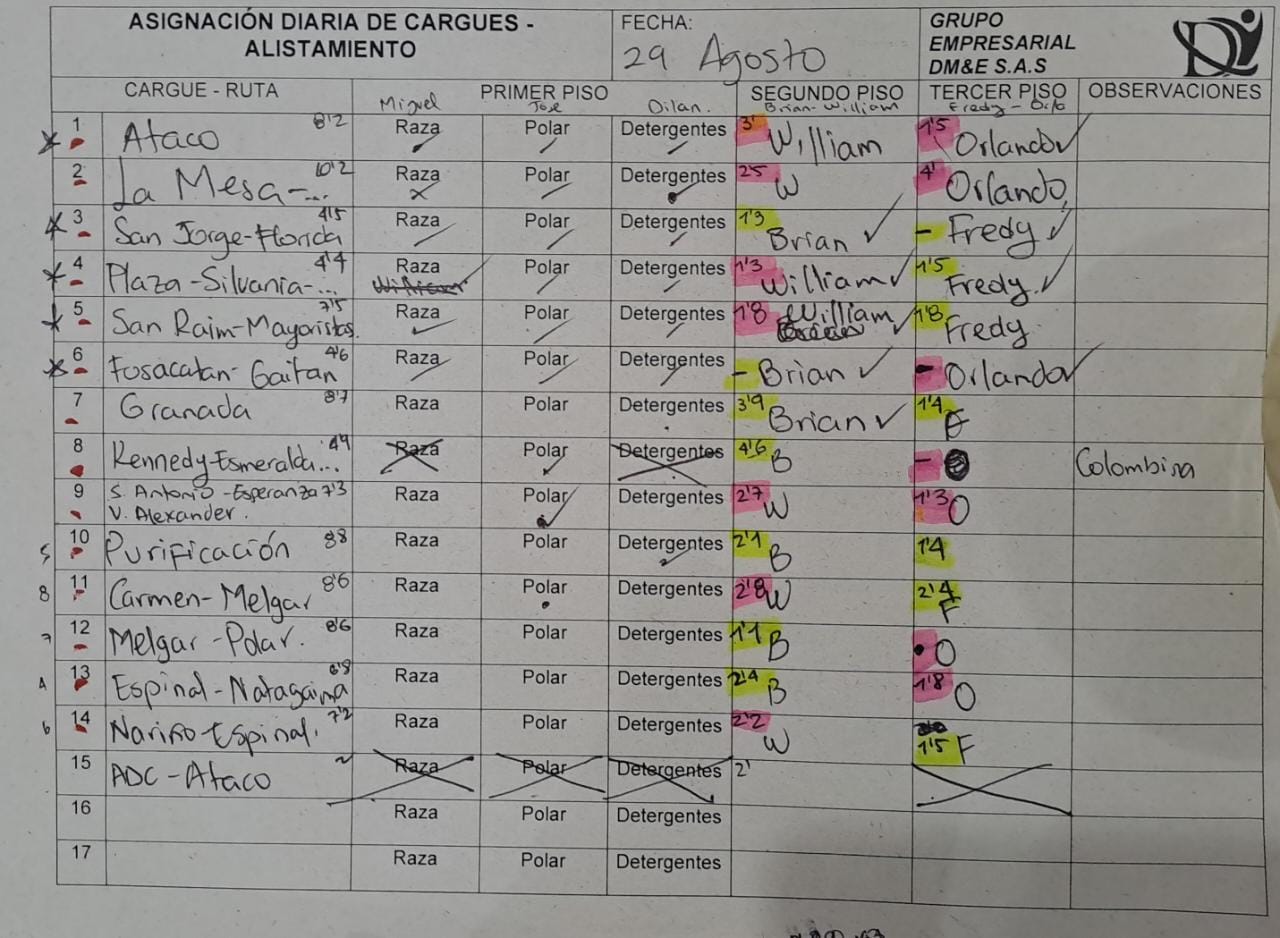 ASIGNACIÓN DIARIA DE CARGUES -
ALISTAMIENTO
FECHA:
29 Agosto
GRUPO
EMPRESARIAL
DM&E S.A.S
CARGUE - RUTA PRIMER PISO SEGUNDO PISO TERCER PISO OBSERVACIONES
Miguel Jose Dilan. Brian-William Fredy - Orlo
1 Ataco 8'2 Raza Polar Detergentes 3' William 1'5 Orlando
2 La Mesa-... 10'2 Raza Polar Detergentes 25 W 4' Orlando
3 San Jorge-Florida 4'5 Raza Polar Detergentes 1'3 Brian - Fredy
4 Plaza-Silvania-... 4'4 Raza Polar Detergentes 1'3 William 1'5 Fredy
5 San Raim-Mayoristas. 7'5 Raza Polar Detergentes 1'8 William 1'8 Fredy
6 Fusacatan-Gaitan 4'6 Raza Polar Detergentes - Brian - Orlando
7 Granada 8'7 Raza Polar Detergentes 3'9 Brian 1'4 F
8 Kennedy-Esmeralda... 4'9 Raza Polar Detergentes 4'6 B - Colombina
9 S. Antonio-Esperanza 7'3 Raza Polar Detergentes 2'7 W 1'3 O
V. Alexander.
5 10 Purificación 88 Raza Polar Detergentes 2'1 B 1'4
8 11 Carmen-Melgar 8'6 Raza Polar Detergentes 2'8 W 2'4 F
7 12 Melgar-Polar. 8'6 Raza Polar Detergentes 1'1 B O
4 13 Espinal-Natagaima 6'8 Raza Polar Detergentes 2'4 B 1'8 O
6 14 Nariño-Espinal. 7'2 Raza Polar Detergentes 2'2 W 1'5 F
15 ADC-Ataco Raza Polar Detergentes 2'
16 Raza Polar Detergentes
17 Raza Polar Detergentes